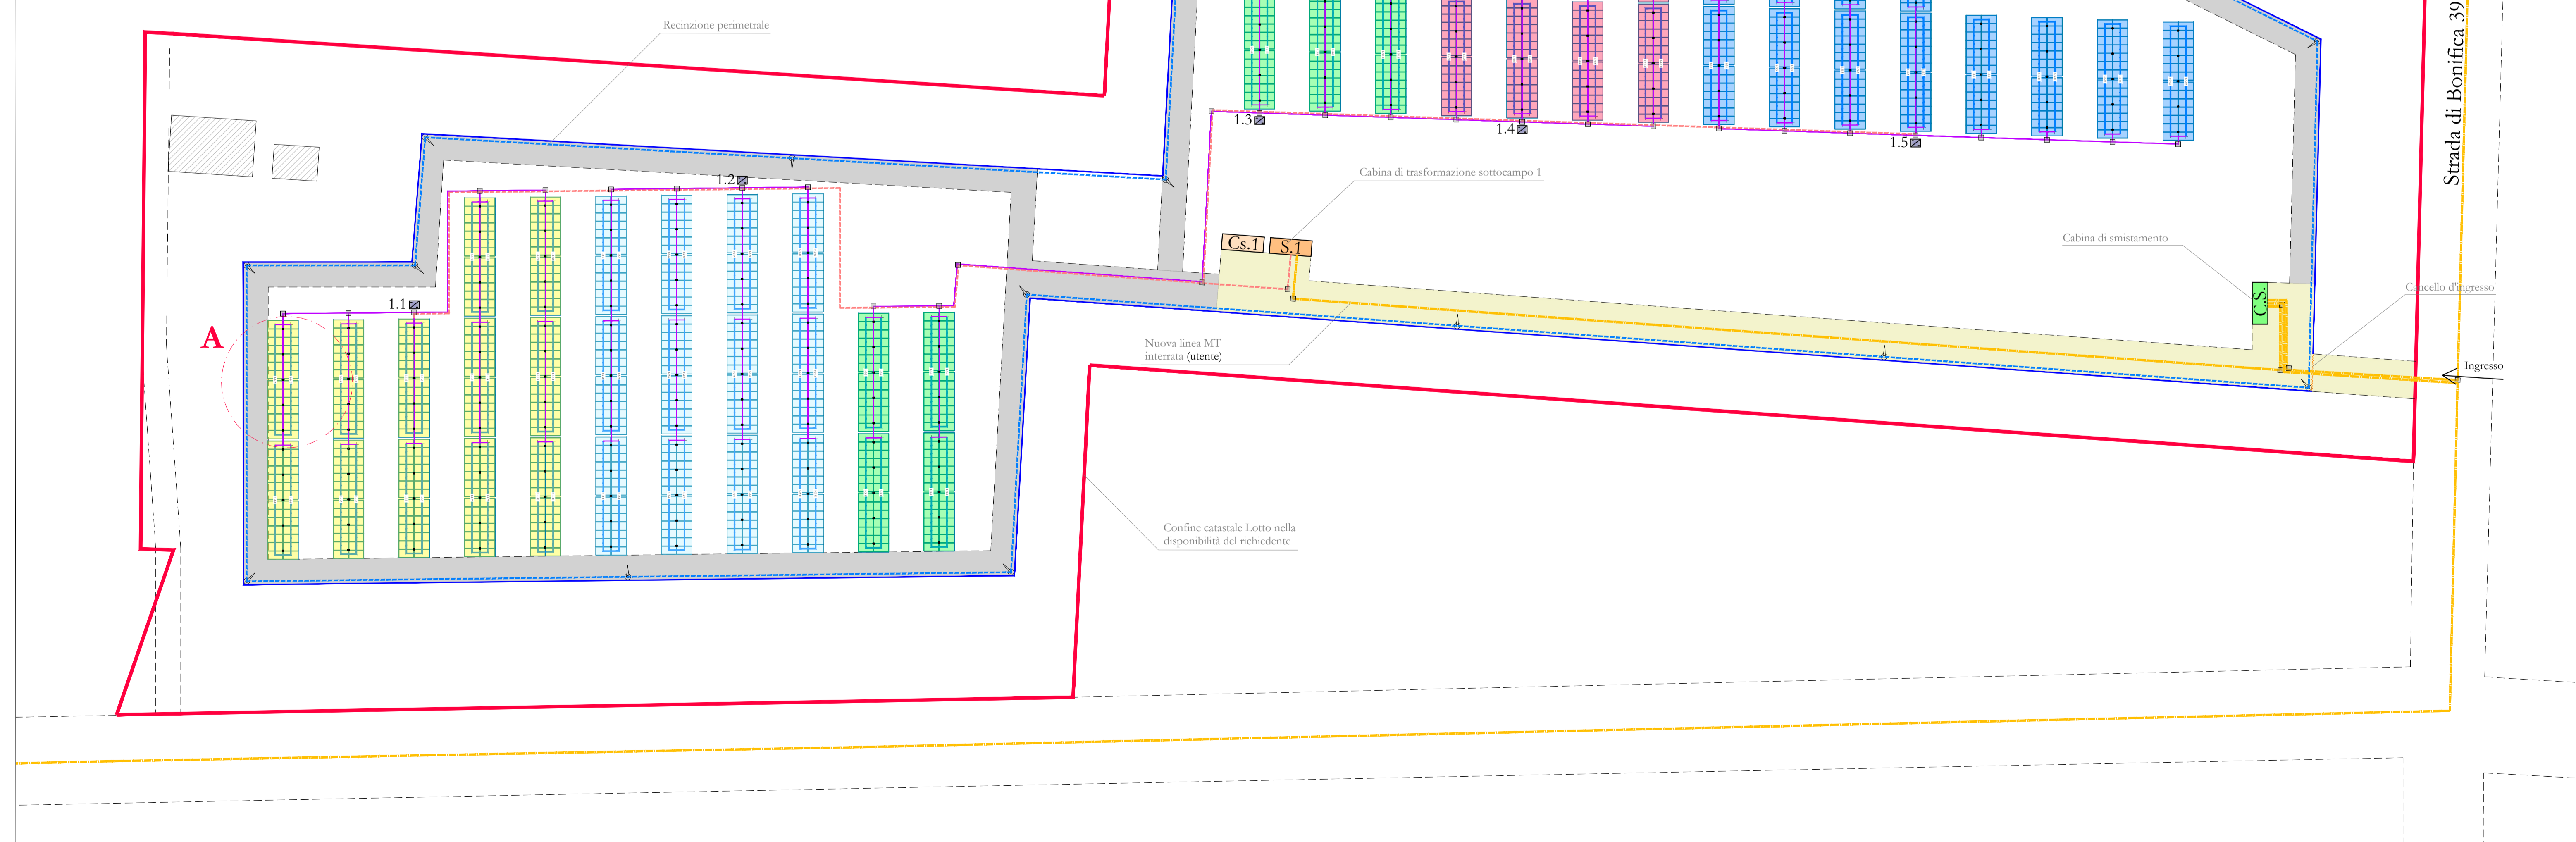 Recinzione perimetrale
Strada di Bonifica 39
1.3
1.4
1.5
Cabina di trasformazione sottocampo 1
1.2
Cs.1
S.1
Cabina di smistamento
C.S.
Cancello d'ingresso
1.1
A
Nuova linea MT
interrata (utente)
Ingresso
Confine catastale Lotto nella
disponibilità del richiedente